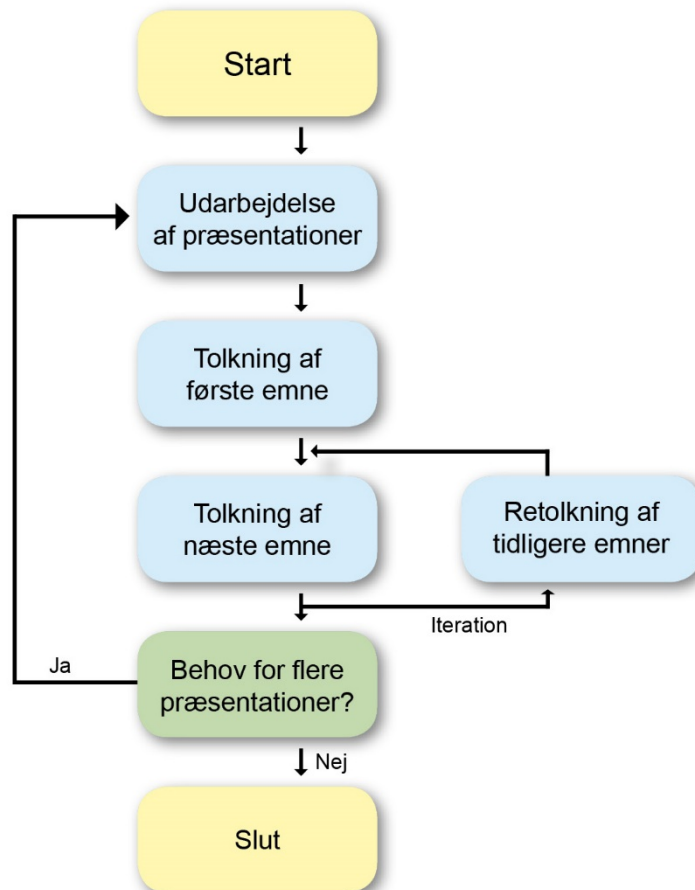 Start
Udarbejdelse
af præsentationer
Tolkning af
første emne
Tolkning af
næste emne
Retolkning af
tidligere emner
Iteration
Ja
Behov for flere
præsentationer?
Nej
Slut